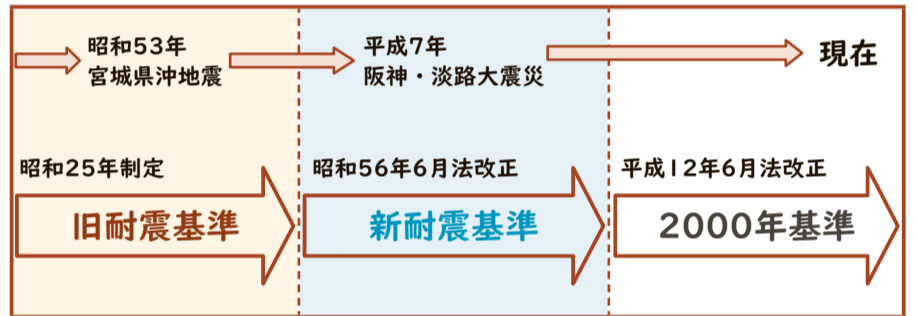 昭和53年
宮城県沖地震
平成7年
阪神・淡路大震災
現在
昭和25年制定
昭和56年6月法改正
平成12年6月法改正
旧耐震基準
新耐震基準
2000年基準